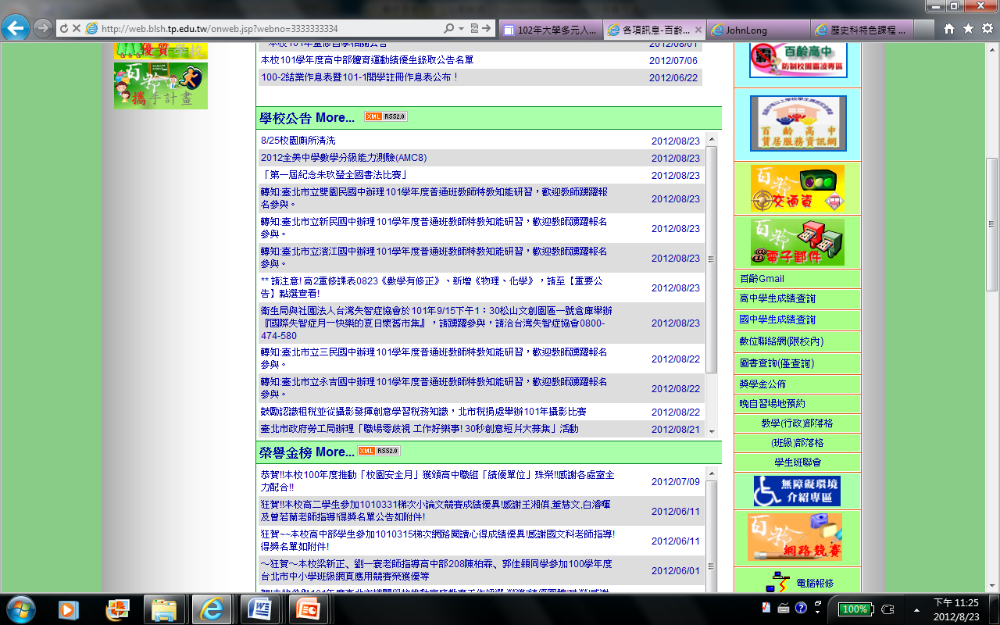 http://web.blsh.tp.edu.tw/onweb.jsp?webno=3333333334
102年大學多元入...
各項訊息-百齡...
JohnLong
歷史科特色課程 ...
優質學校
百齡
攜手計畫
2012/08/01
本校101學年度高中部體育運動績優生錄取公告名單 2012/07/06
100-2結業作息表暨101-1開學註冊作息表公布！ 2012/06/22
學校公告 More... XML RSS2.0
8/25校園廁所清洗 2012/08/23
2012全美中學數學分級能力測驗(AMC8) 2012/08/23
「第一屆紀念朱玖瑩全國書法比賽」 2012/08/23
轉知:臺北市立雙園民國中辦理101學年度普通班教師特教知能研習，歡迎教師踴躍報
名參與。 2012/08/23
轉知:臺北市立新民國中辦理101學年度普通班教師特教知能研習，歡迎教師踴躍報名
參與。 2012/08/23
轉知:臺北市立濱江國中辦理101學年度普通班教師特教知能研習，歡迎教師踴躍報名
參與。 2012/08/23
** 請注意! 高2重修課表0823《數學有修正》、新增《物理、化學》，請至【重要公
告】點選查看! 2012/08/23
衛生局與社團法人台灣失智症協會於101年9/15下午1：30松山文創園區一號倉庫舉辦
『國際失智症月─快樂的夏日懷舊市集』，請踴躍參與，請洽台灣失智症協會0800-
474-580 2012/08/23
轉知:臺北市立三民國中辦理101學年度普通班教師特教知能研習，歡迎教師踴躍報名
參與。 2012/08/22
轉知:臺北市立永吉國中辦理101學年度普通班教師特教知能研習，歡迎教師踴躍報名
參與。 2012/08/22
鼓勵認識租稅並從攝影發揮創意學習稅務知識，北市稅捐處舉辦101年攝影比賽 2012/08/22
臺北市政府勞工局辦理「職場零歧視 工作好樂事! 30秒創意短片大募集」活動 2012/08/21
榮譽金榜 More... XML RSS2.0
恭賀!!本校100年度推動「校園安全月」獲頒高中職組「績優單位」殊榮!!感謝各處室全
力配合!! 2012/07/09
狂賀!!本校高二學生參加1010331梯次小論文競賽成績優異!感謝王湘偵,董慧文,白濬暉
及曾若蘭老師指導!得獎名單公告如附件! 2012/06/11
狂賀~~本校高中部學生參加1010315梯次網路閱讀心得成績優異!感謝國文科老師指導!
得獎名單如附件! 2012/06/11
～狂賀～本校梁新正、劉一寰老師指導高中部208陳柏霖、郭佳穎同學參加100學年度
台北市中小學班級網頁應用競賽榮獲優等 2012/06/01
百齡高中
防制校園霸凌專區
百齡高中
賃居服務資訊網
百齡
交通資
百齡
電子郵件
百齡Gmail
高中學生成績查詢
國中學生成績查詢
數位聯絡網(限校內)
圖書查詢(僅查詢)
獎學金公佈
晚自習場地預約
教學(行政)部落格
(班級)部落格
學生班聯會
無障礙環境
介紹專區
百齡
網路競賽
電腦報修
100%
下午 11:25
2012/8/23